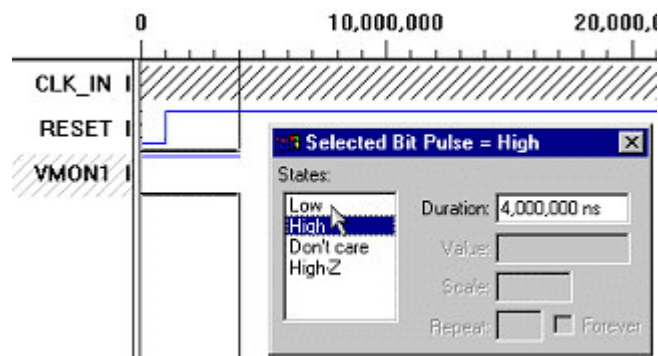 0 10,000,000 20,000,
CLK_IN I
RESET I
VMON1 I
Selected Bit Pulse = High
States:
Low
High
Don't care
High-Z
Duration: 4,000,000 ns
Value:
Scale:
Repeat: Forever